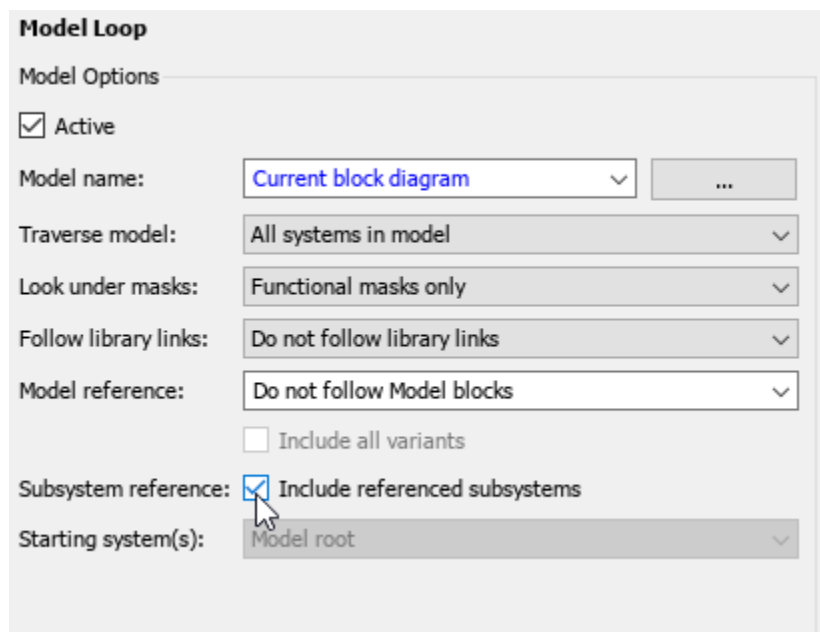 Model Loop
Model Options
Active
Model name: Current block diagram ...
Traverse model: All systems in model
Look under masks: Functional masks only
Follow library links: Do not follow library links
Model reference: Do not follow Model blocks
Include all variants
Subsystem reference: Include referenced subsystems
Starting system(s): Model root